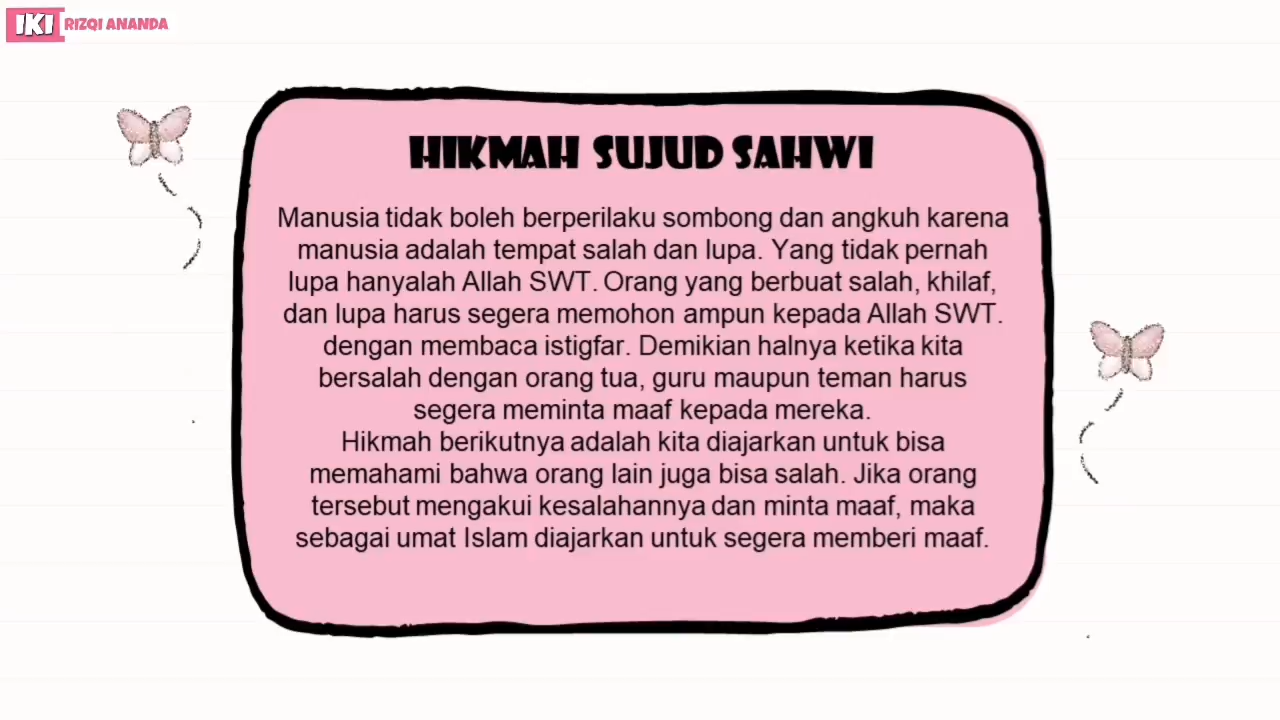 IKI RIZQI ANANDA
HIKMAH SUJUD SAHWI
Manusia tidak boleh berperilaku sombong dan angkuh karena
manusia adalah tempat salah dan lupa. Yang tidak pernah
lupa hanyalah Allah SWT. Orang yang berbuat salah, khilaf,
dan lupa harus segera memohon ampun kepada Allah SWT.
dengan membaca istigfar. Demikian halnya ketika kita
bersalah dengan orang tua, guru maupun teman harus
segera meminta maaf kepada mereka.
Hikmah berikutnya adalah kita diajarkan untuk bisa
memahami bahwa orang lain juga bisa salah. Jika orang
tersebut mengakui kesalahannya dan minta maaf, maka
sebagai umat Islam diajarkan untuk segera memberi maaf.